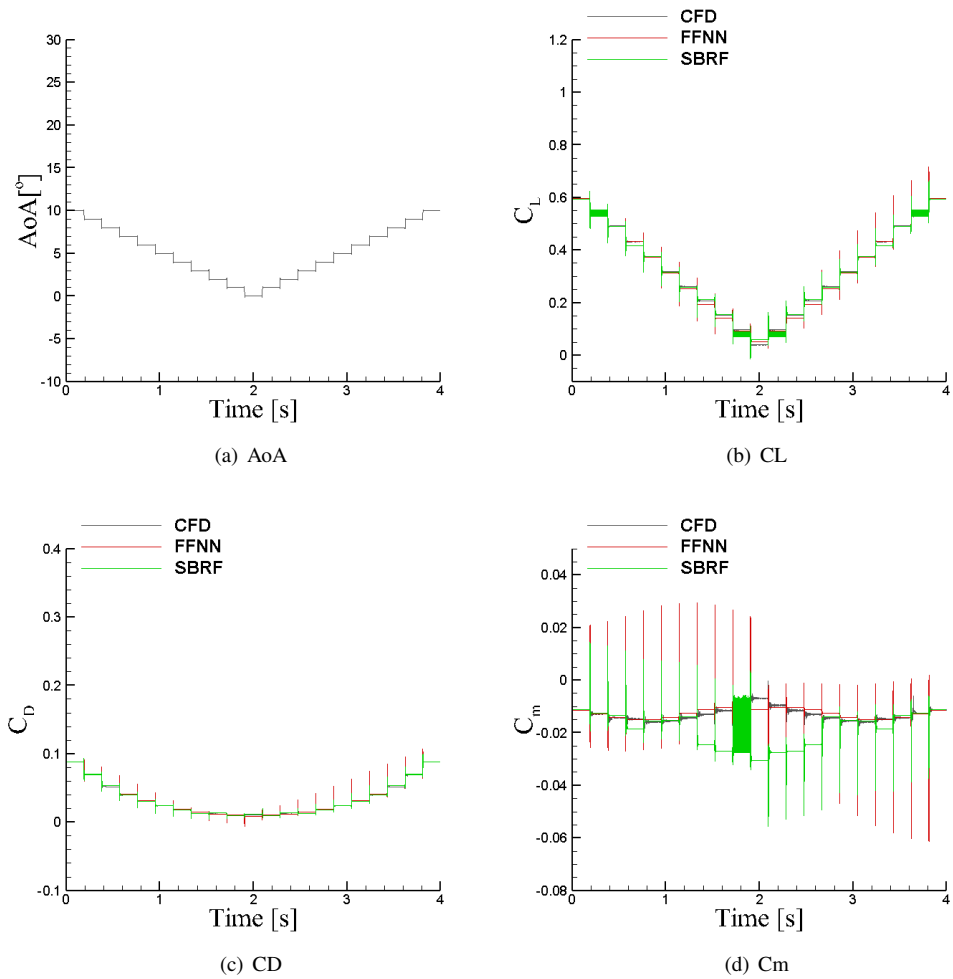 30
25
20
15
10
5
0
-5
-10
AoA[°]
0 1 2 3 4
Time [s]
(a) AoA
CFD
FFNN
SBRF
1.2
1
0.8
0.6
0.4
0.2
0
C_L
0 1 2 3 4
Time [s]
(b) CL
CFD
FFNN
SBRF
0.4
0.3
0.2
0.1
0
-0.1
C_D
0 1 2 3 4
Time [s]
(c) CD
CFD
FFNN
SBRF
0.04
0.02
0
-0.02
-0.04
-0.06
-0.08
C_m
0 1 2 3 4
Time [s]
(d) Cm